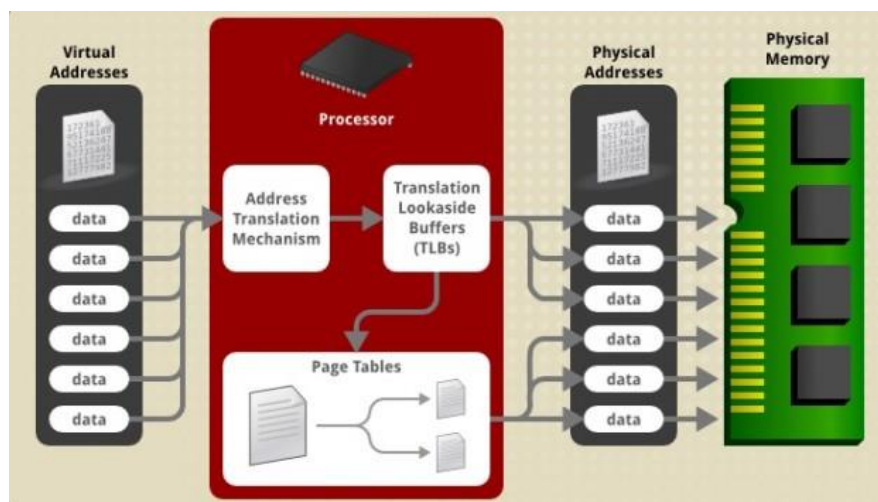 Virtual
Addresses
Processor
Physical
Addresses
Physical
Memory
Address
Translation
Mechanism
Translation
Lookaside
Buffers
(TLBs)
data
data
data
data
data
data
data
data
data
data
data
data
Page Tables